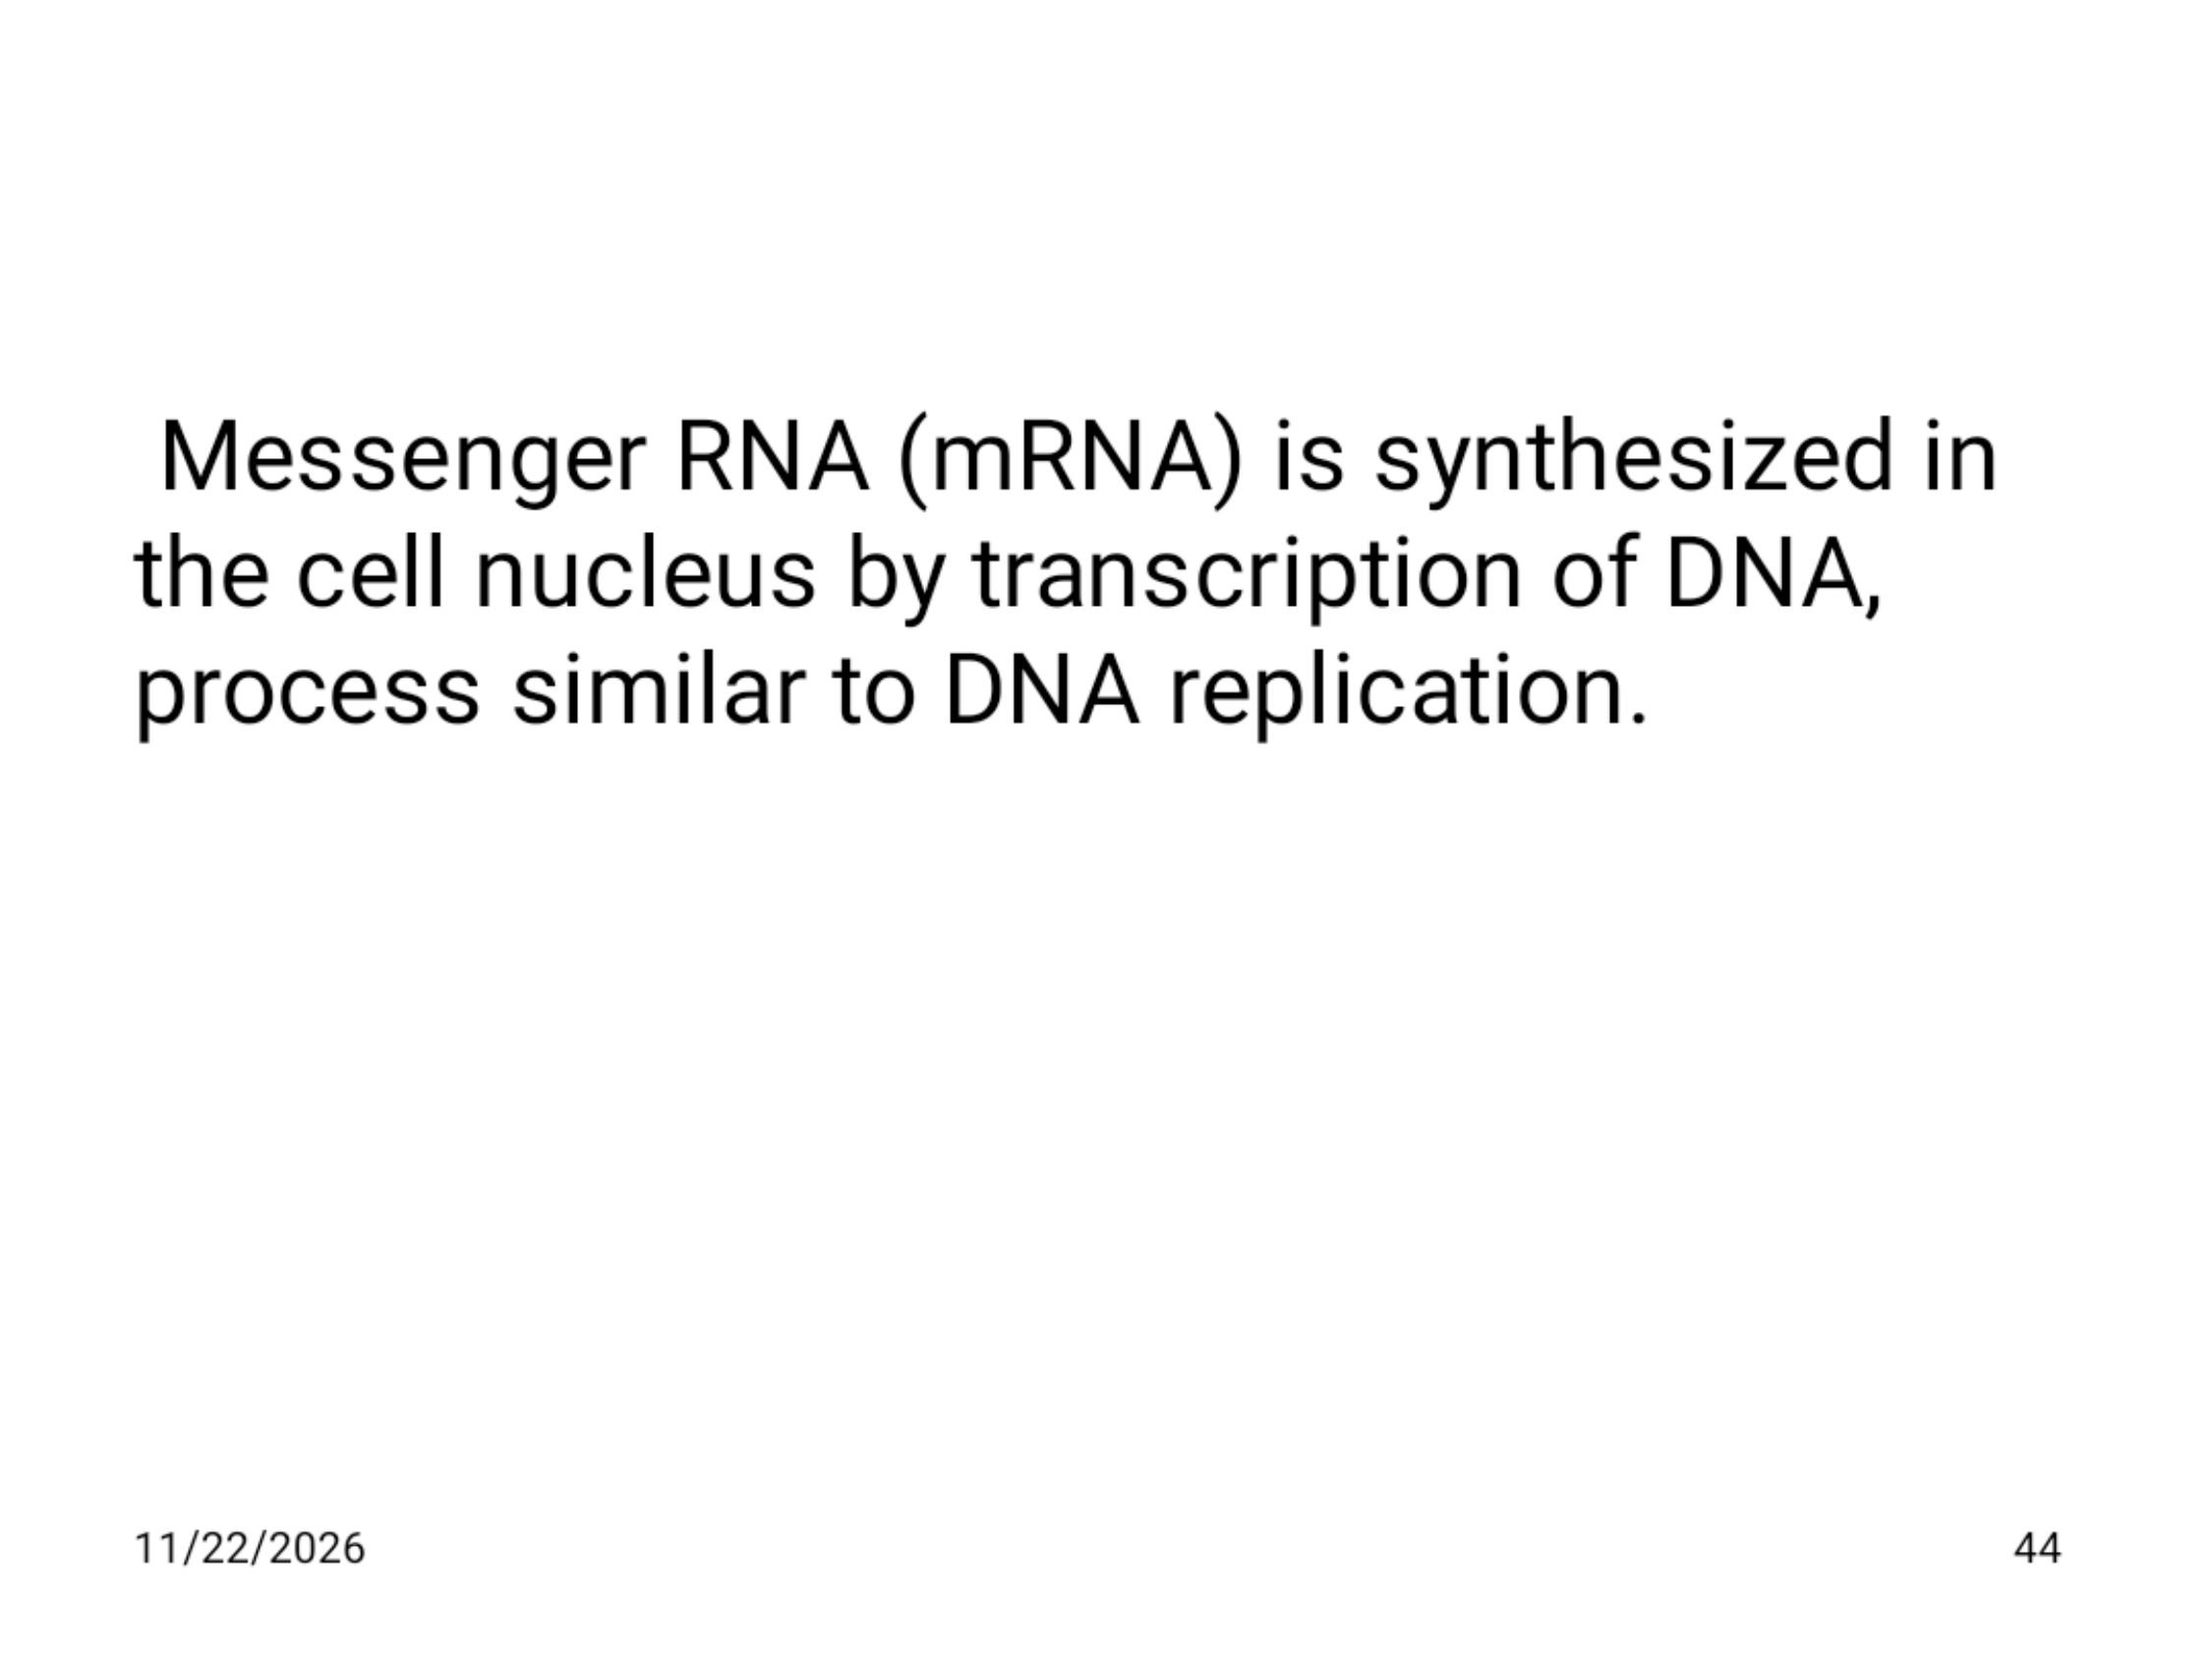 Messenger RNA (mRNA) is synthesized in
the cell nucleus by transcription of DNA,
process similar to DNA replication.
11/22/2026
44